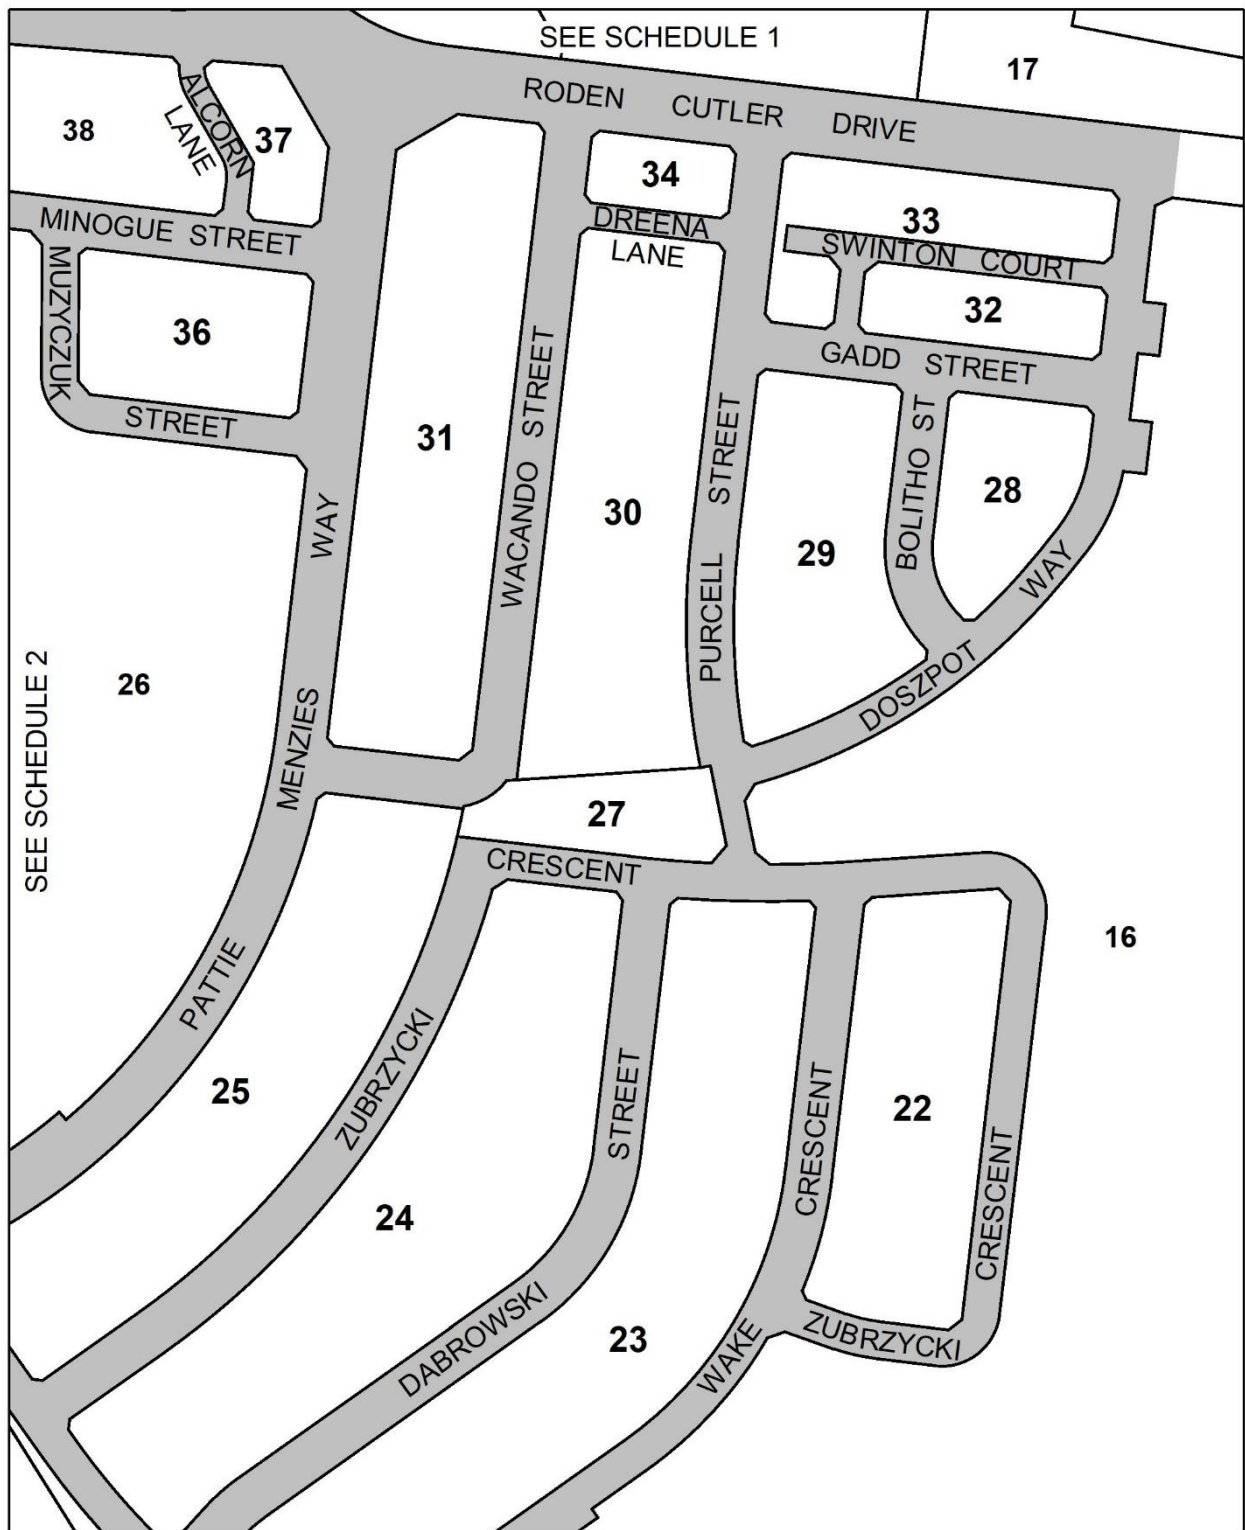 SEE SCHEDULE 1
17
RODEN CUTLER DRIVE
38
ALCORN
LANE
37
34
33
MINOGUE STREET
DREENA
LANE
SWINTON COURT
MUZYCZUK
STREET
36
32
GADD STREET
31
WACANDO STREET
30
PURCELL STREET
29
BOLITHO ST
28
DOSZPOT WAY
SEE SCHEDULE 2
26
PATTIE MENZIES WAY
27
CRESCENT
16
25
ZUBRZYCKI
22
24
DABROWSKI STREET
23
WAKE CRESCENT
ZUBRZYCKI
CRESCENT